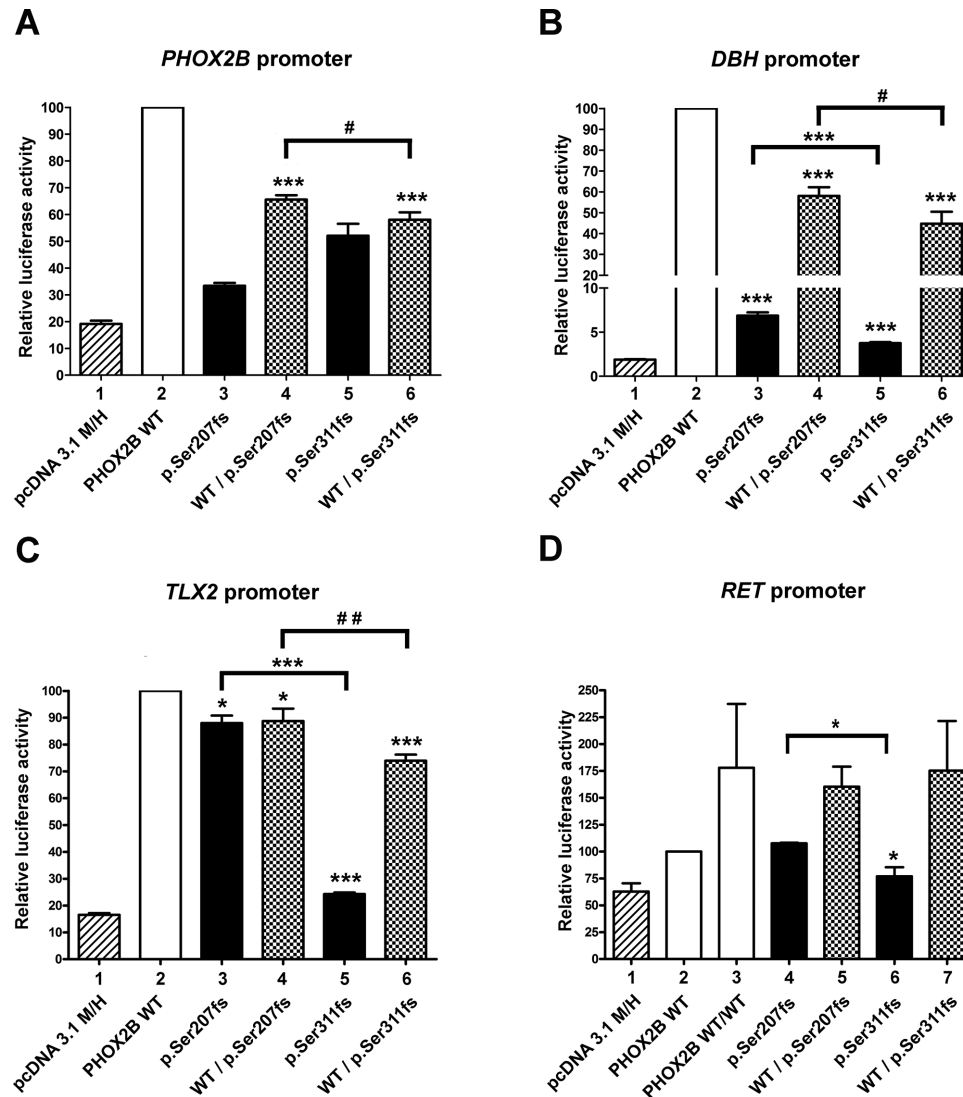 A
PHOX2B promoter
Relative luciferase activity
100
90
80
70
60
50
40
30
20
10
0
#
***
***
1 2 3 4 5 6
pcDNA 3.1 M/H
PHOX2B WT
p.Ser207fs
WT / p.Ser207fs
p.Ser311fs
WT / p.Ser311fs
B
DBH promoter
Relative luciferase activity
100
90
80
70
60
50
40
30
20
10
5
0
#
***
***
***
***
***
1 2 3 4 5 6
pcDNA 3.1 M/H
PHOX2B WT
p.Ser207fs
WT / p.Ser207fs
p.Ser311fs
WT / p.Ser311fs
C
TLX2 promoter
Relative luciferase activity
100
90
80
70
60
50
40
30
20
10
0
# #
***
*
*
***
***
1 2 3 4 5 6
pcDNA 3.1 M/H
PHOX2B WT
p.Ser207fs
WT / p.Ser207fs
p.Ser311fs
WT / p.Ser311fs
D
RET promoter
Relative luciferase activity
250
225
200
175
150
125
100
75
50
25
0
*
*
1 2 3 4 5 6 7
pcDNA 3.1 M/H
PHOX2B WT
PHOX2B WT/WT
p.Ser207fs
WT / p.Ser207fs
p.Ser311fs
WT / p.Ser311fs